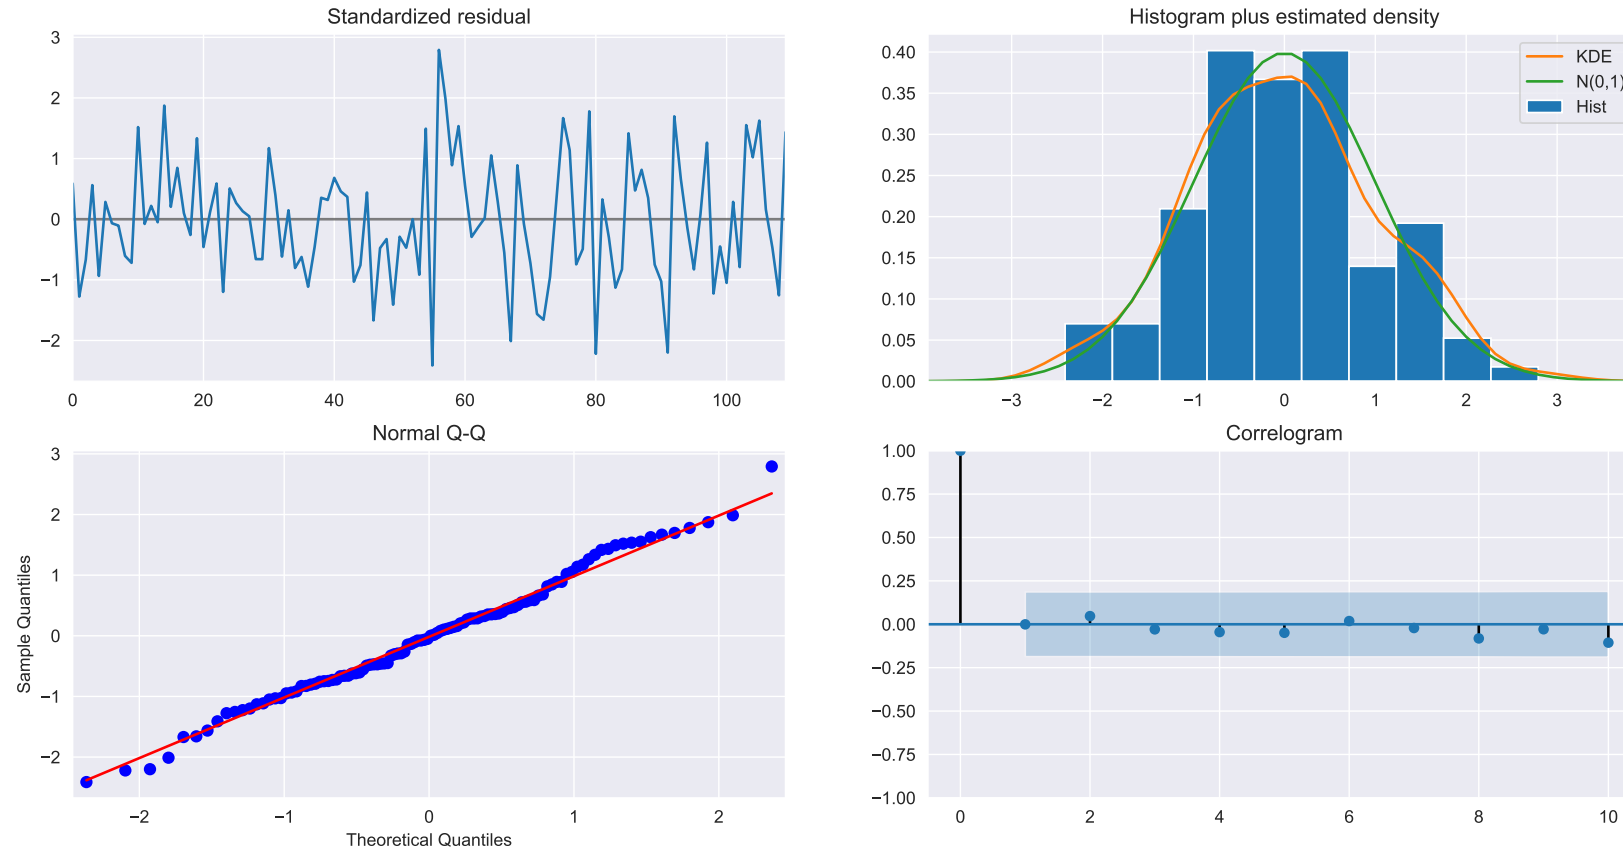 Standardized residual
3
2
1
0
−1
−2
0 20 40 60 80 100
Histogram plus estimated density
0.40
0.35
0.30
0.25
0.20
0.15
0.10
0.05
0.00
−3 −2 −1 0 1 2 3
KDE
N(0,1)
Hist
Normal Q-Q
Sample Quantiles
3
2
1
0
−1
−2
−2 −1 0 1 2
Theoretical Quantiles
Correlogram
1.00
0.75
0.50
0.25
0.00
−0.25
−0.50
−0.75
−1.00
0 2 4 6 8 10